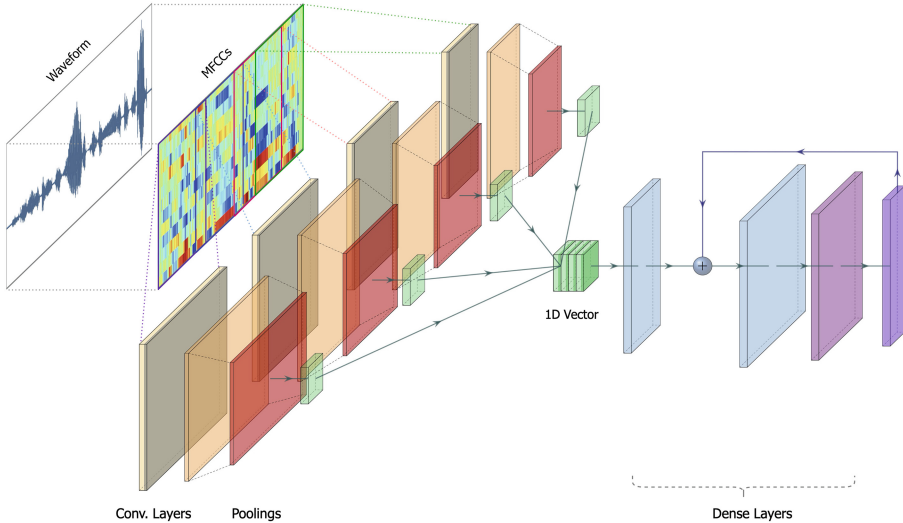 Waveform
MFCCs
1D Vector
Conv. Layers
Poolings
Dense Layers